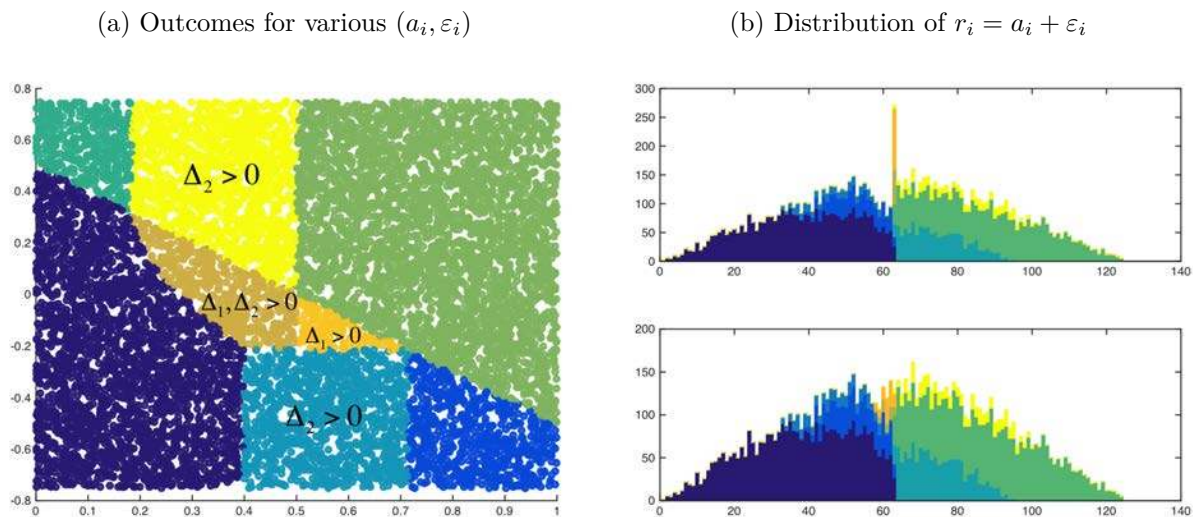 (a) Outcomes for various (aᵢ, εᵢ)
(b) Distribution of rᵢ = aᵢ + εᵢ
0.8
0.6
0.4
0.2
0
-0.2
-0.4
-0.6
-0.8
Δ₂ > 0
Δ₁, Δ₂ > 0
Δ₁ > 0
Δ₂ > 0
0 0.1 0.2 0.3 0.4 0.5 0.6 0.7 0.8 0.9 1
300
250
200
150
100
50
0
0 20 40 60 80 100 120 140
200
150
100
50
0
0 20 40 60 80 100 120 140